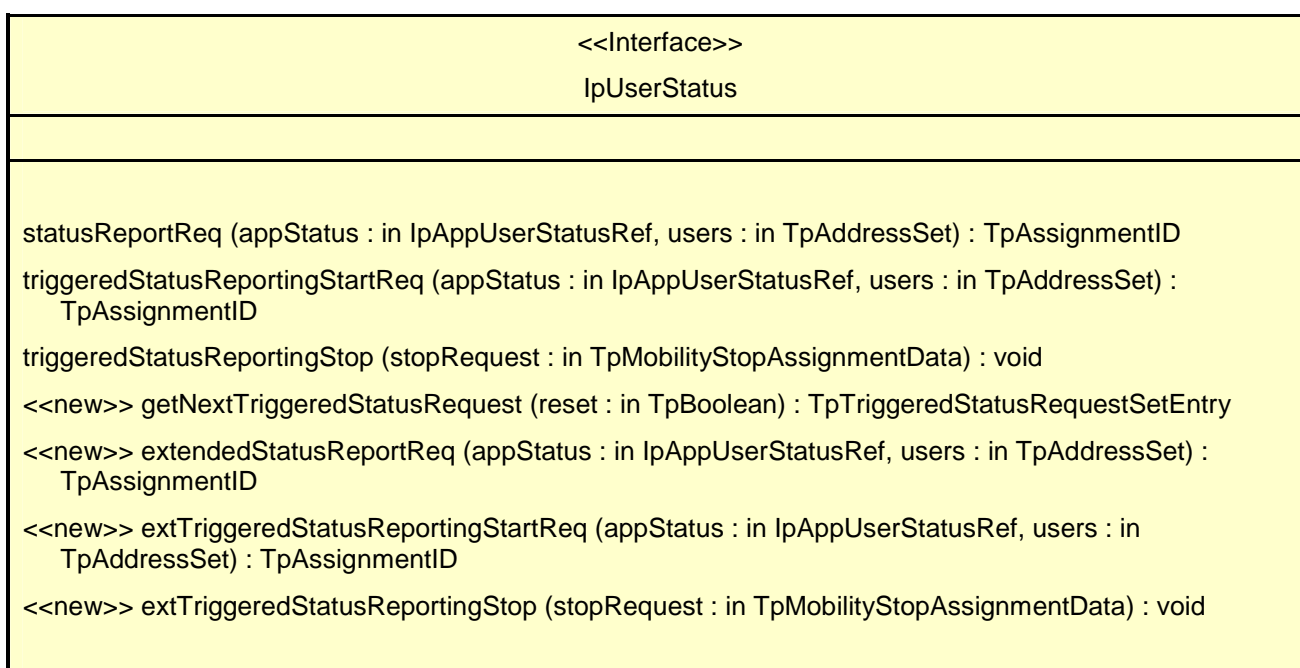 <<Interface>>
IpUserStatus
statusReportReq (appStatus : in IpAppUserStatusRef, users : in TpAddressSet) : TpAssignmentID
triggeredStatusReportingStartReq (appStatus : in IpAppUserStatusRef, users : in TpAddressSet) :
TpAssignmentID
triggeredStatusReportingStop (stopRequest : in TpMobilityStopAssignmentData) : void
<<new>> getNextTriggeredStatusRequest (reset : in TpBoolean) : TpTriggeredStatusRequestSetEntry
<<new>> extendedStatusReportReq (appStatus : in IpAppUserStatusRef, users : in TpAddressSet) :
TpAssignmentID
<<new>> extTriggeredStatusReportingStartReq (appStatus : in IpAppUserStatusRef, users : in
TpAddressSet) : TpAssignmentID
<<new>> extTriggeredStatusReportingStop (stopRequest : in TpMobilityStopAssignmentData) : void